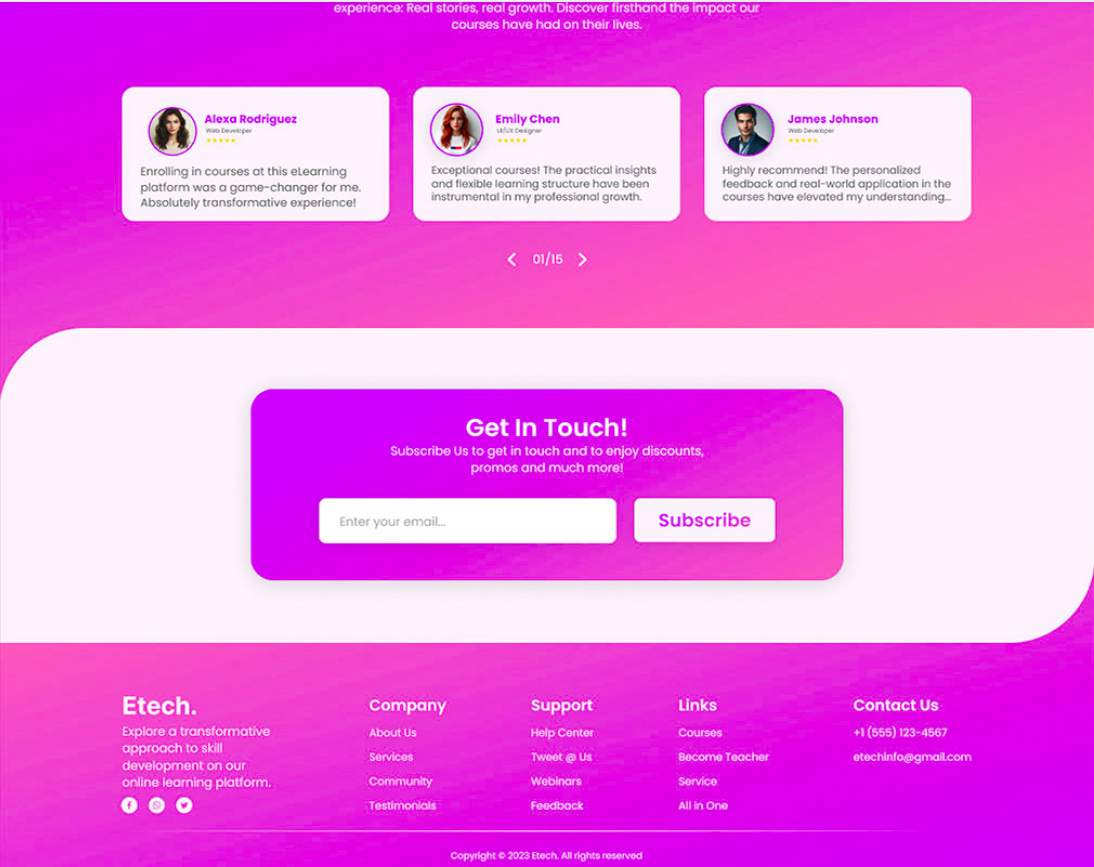 experience: Real stories, real growth. Discover firsthand the impact our
courses have had on their lives.
Alexa Rodriguez
Web Developer
Enrolling in courses at this eLearning
platform was a game-changer for me.
Absolutely transformative experience!
Emily Chen
UI/UX Designer
Exceptional courses! The practical insights
and flexible learning structure have been
instrumental in my professional growth.
James Johnson
Web Developer
Highly recommend! The personalized
feedback and real-world application in the
courses have elevated my understanding...
01/15
Get In Touch!
Subscribe Us to get in touch and to enjoy discounts,
promos and much more!
Enter your email...
Subscribe
Etech.
Explore a transformative
approach to skill
development on our
online learning platform.
Company
About Us
Services
Community
Testimonials
Support
Help Center
Tweet @ Us
Webinars
Feedback
Links
Courses
Become Teacher
Service
All in One
Contact Us
+1 (555) 123-4567
etechinfo@gmail.com
Copyright © 2023 Etech. All rights reserved